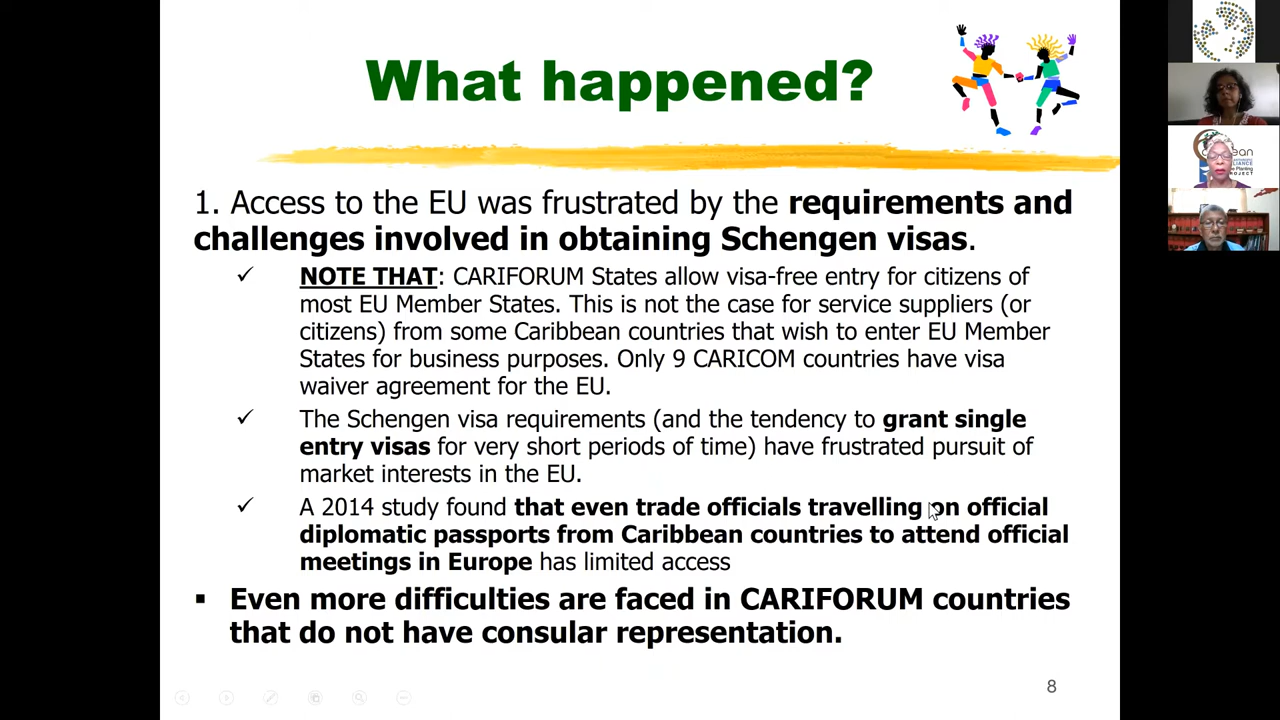 What happened?
1. Access to the EU was frustrated by the requirements and
challenges involved in obtaining Schengen visas.
✓ NOTE THAT: CARIFORUM States allow visa-free entry for citizens of
most EU Member States. This is not the case for service suppliers (or
citizens) from some Caribbean countries that wish to enter EU Member
States for business purposes. Only 9 CARICOM countries have visa
waiver agreement for the EU.
✓ The Schengen visa requirements (and the tendency to grant single
entry visas for very short periods of time) have frustrated pursuit of
market interests in the EU.
✓ A 2014 study found that even trade officials travelling on official
diplomatic passports from Caribbean countries to attend official
meetings in Europe has limited access
▪ Even more difficulties are faced in CARIFORUM countries
that do not have consular representation.
8